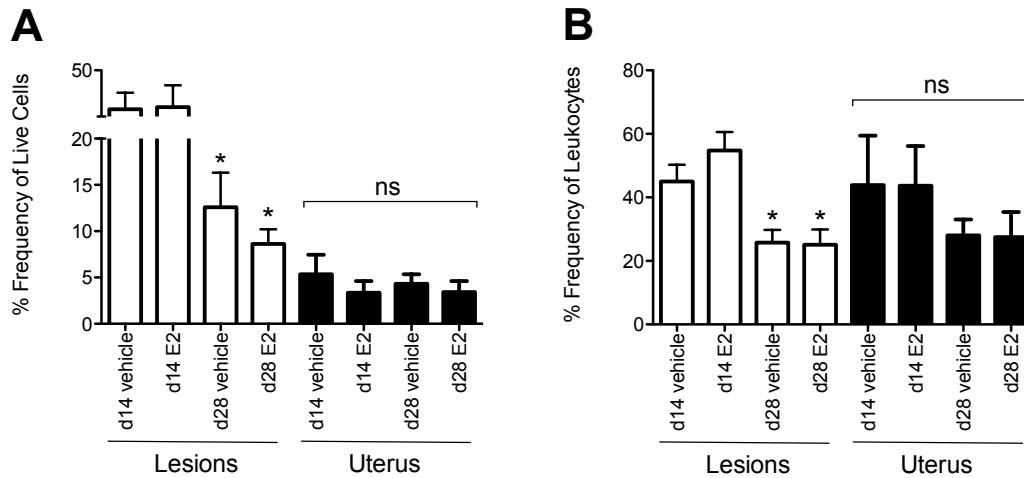 A
% Frequency of Live Cells
50
20
15
10
5
0
*
*
ns
d14 vehicle
d14 E2
d28 vehicle
d28 E2
d14 vehicle
d14 E2
d28 vehicle
d28 E2
Lesions
Uterus
B
% Frequency of Leukocytes
80
60
40
20
0
*
*
ns
d14 vehicle
d14 E2
d28 vehicle
d28 E2
d14 vehicle
d14 E2
d28 vehicle
d28 E2
Lesions
Uterus